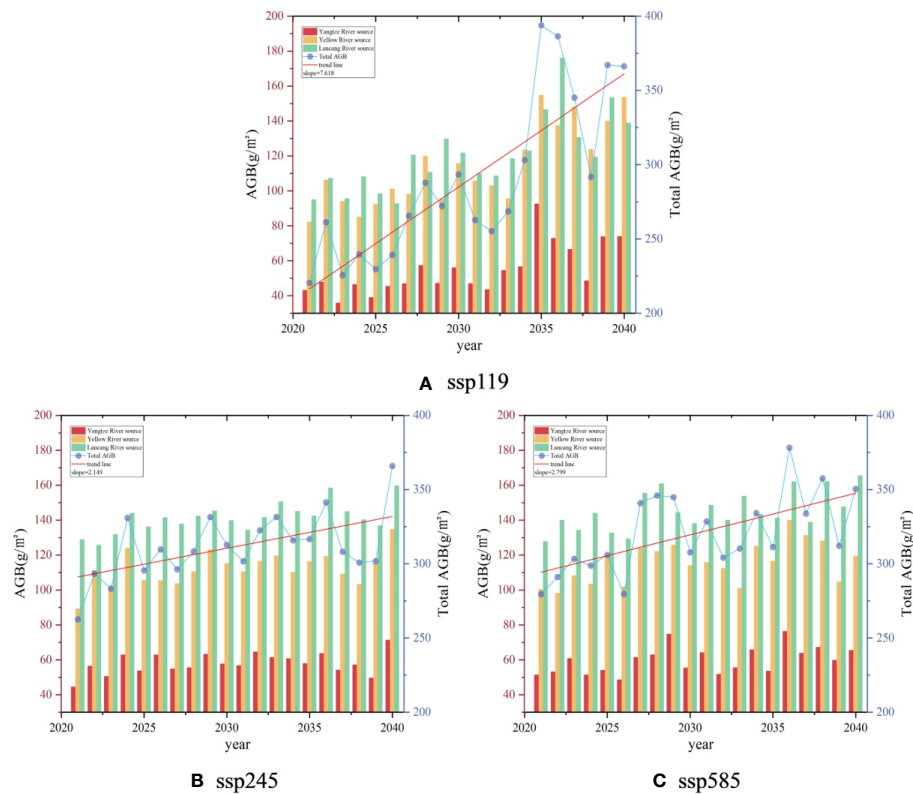 AGB(g/m²)
200
180
160
140
120
100
80
60
40
Yangtze River source
Yellow River source
Lancang River source
Total AGB
trend line
slope=7.618
400
350
300
250
200
Total AGB(g/m²)
2020 2025 2030 2035 2040
year
A ssp119
AGB(g/m²)
200
180
160
140
120
100
80
60
40
Yangtze River source
Yellow River source
Lancang River source
Total AGB
trend line
slope=2.149
400
350
300
250
200
Total AGB(g/m²)
2020 2025 2030 2035 2040
year
B ssp245
AGB(g/m²)
200
180
160
140
120
100
80
60
40
Yangtze River source
Yellow River source
Lancang River source
Total AGB
trend line
slope=2.799
400
350
300
250
200
Total AGB(g/m²)
2020 2025 2030 2035 2040
year
C ssp585